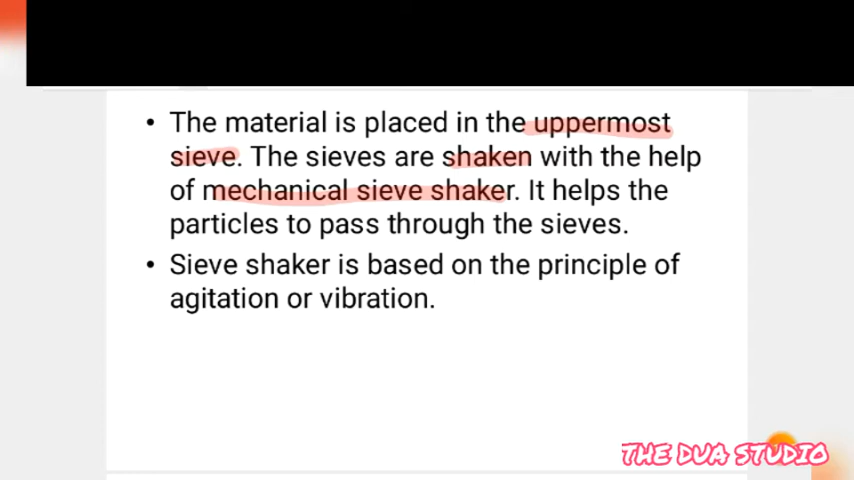 • The material is placed in the uppermost
sieve. The sieves are shaken with the help
of mechanical sieve shaker. It helps the
particles to pass through the sieves.
• Sieve shaker is based on the principle of
agitation or vibration.
THE DUA STUDIO